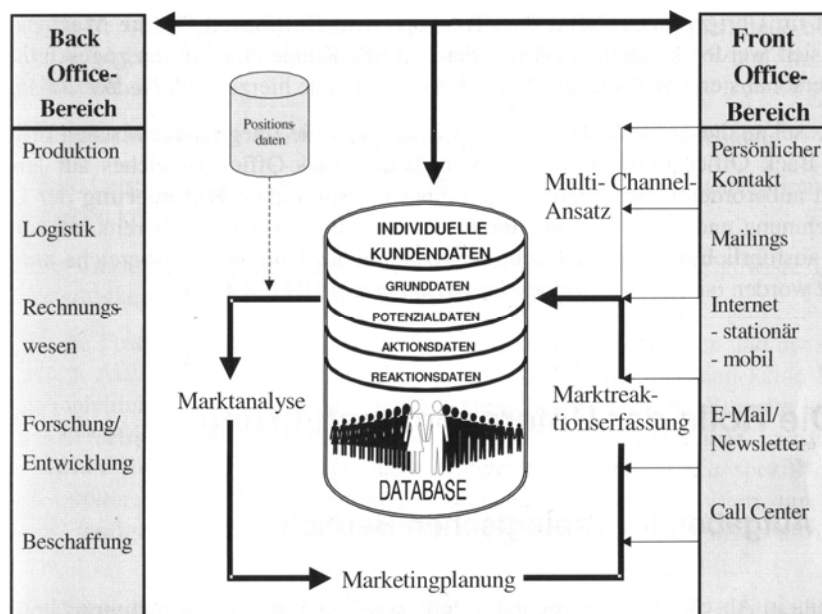 Back
Office-
Bereich
Produktion
Logistik
Rechnungs-
wesen
Forschung/
Entwicklung
Beschaffung
Positions-
daten
INDIVIDUELLE
KUNDENDATEN
GRUNDDATEN
POTENZIALDATEN
AKTIONSDATEN
REAKTIONSDATEN
DATABASE
Marktanalyse
Marketingplanung
Marktreak-
tionserfassung
Multi- Channel-
Ansatz
Front
Office-
Bereich
Persönlicher
Kontakt
Mailings
Internet
- stationär
- mobil
E-Mail/
Newsletter
Call Center